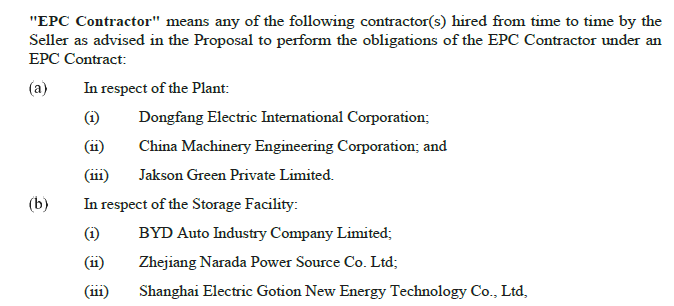 "EPC Contractor" means any of the following contractor(s) hired from time to time by the
Seller as advised in the Proposal to perform the obligations of the EPC Contractor under an
EPC Contract:
(a) In respect of the Plant:
(i) Dongfang Electric International Corporation;
(ii) China Machinery Engineering Corporation; and
(iii) Jakson Green Private Limited.
(b) In respect of the Storage Facility:
(i) BYD Auto Industry Company Limited;
(ii) Zhejiang Narada Power Source Co. Ltd;
(iii) Shanghai Electric Gotion New Energy Technology Co., Ltd,